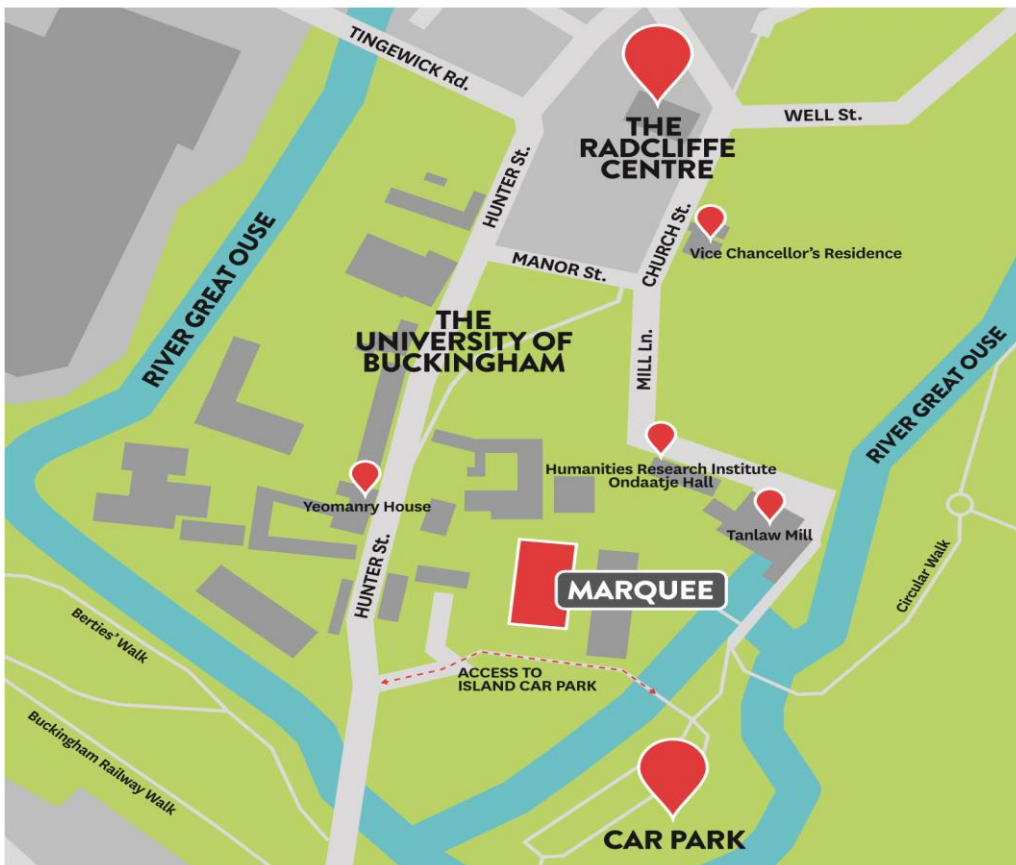 TINGEWICK Rd.
WELL St.
THE
RADCLIFFE
CENTRE
HUNTER St.
CHURCH St.
Vice Chancellor's Residence
MANOR St.
RIVER GREAT OUSE
THE
UNIVERSITY OF
BUCKINGHAM
MILL Ln.
RIVER GREAT OUSE
Humanities Research Institute
Ondaatje Hall
Yeomanry House
Tanlaw Mill
HUNTER St.
MARQUEE
Circular Walk
Berties' Walk
ACCESS TO
ISLAND CAR PARK
Buckingham Railway Walk
CAR PARK